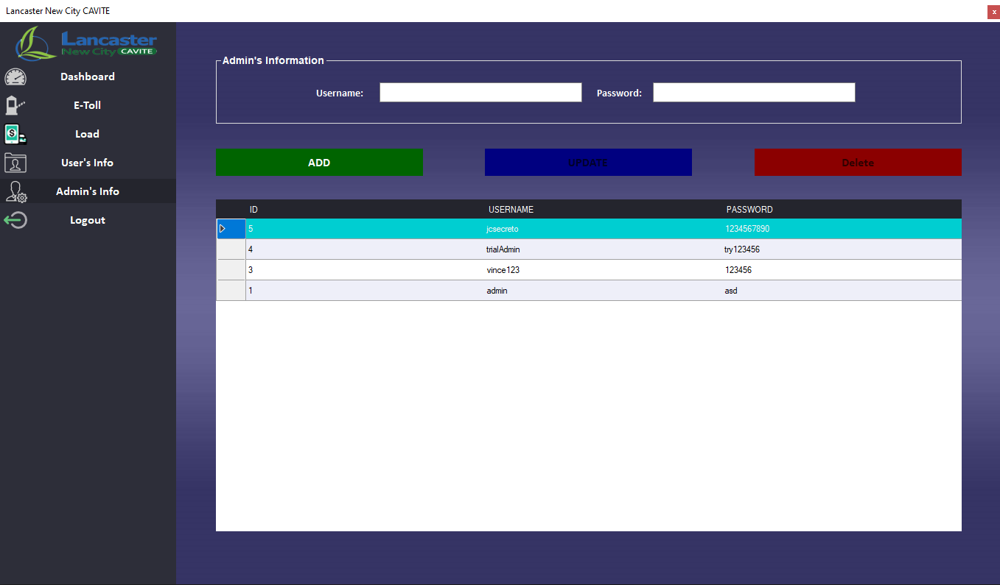 Lancaster New City CAVITE
x
Lancaster
New City CAVITE
Dashboard
E-Toll
Load
User's Info
Admin's Info
Logout
Admin's Information
Username: Password:
ADD UPDATE Delete
ID USERNAME PASSWORD
5 jcsecreto 1234567890
4 trialAdmin try123456
3 vince123 123456
1 admin asd